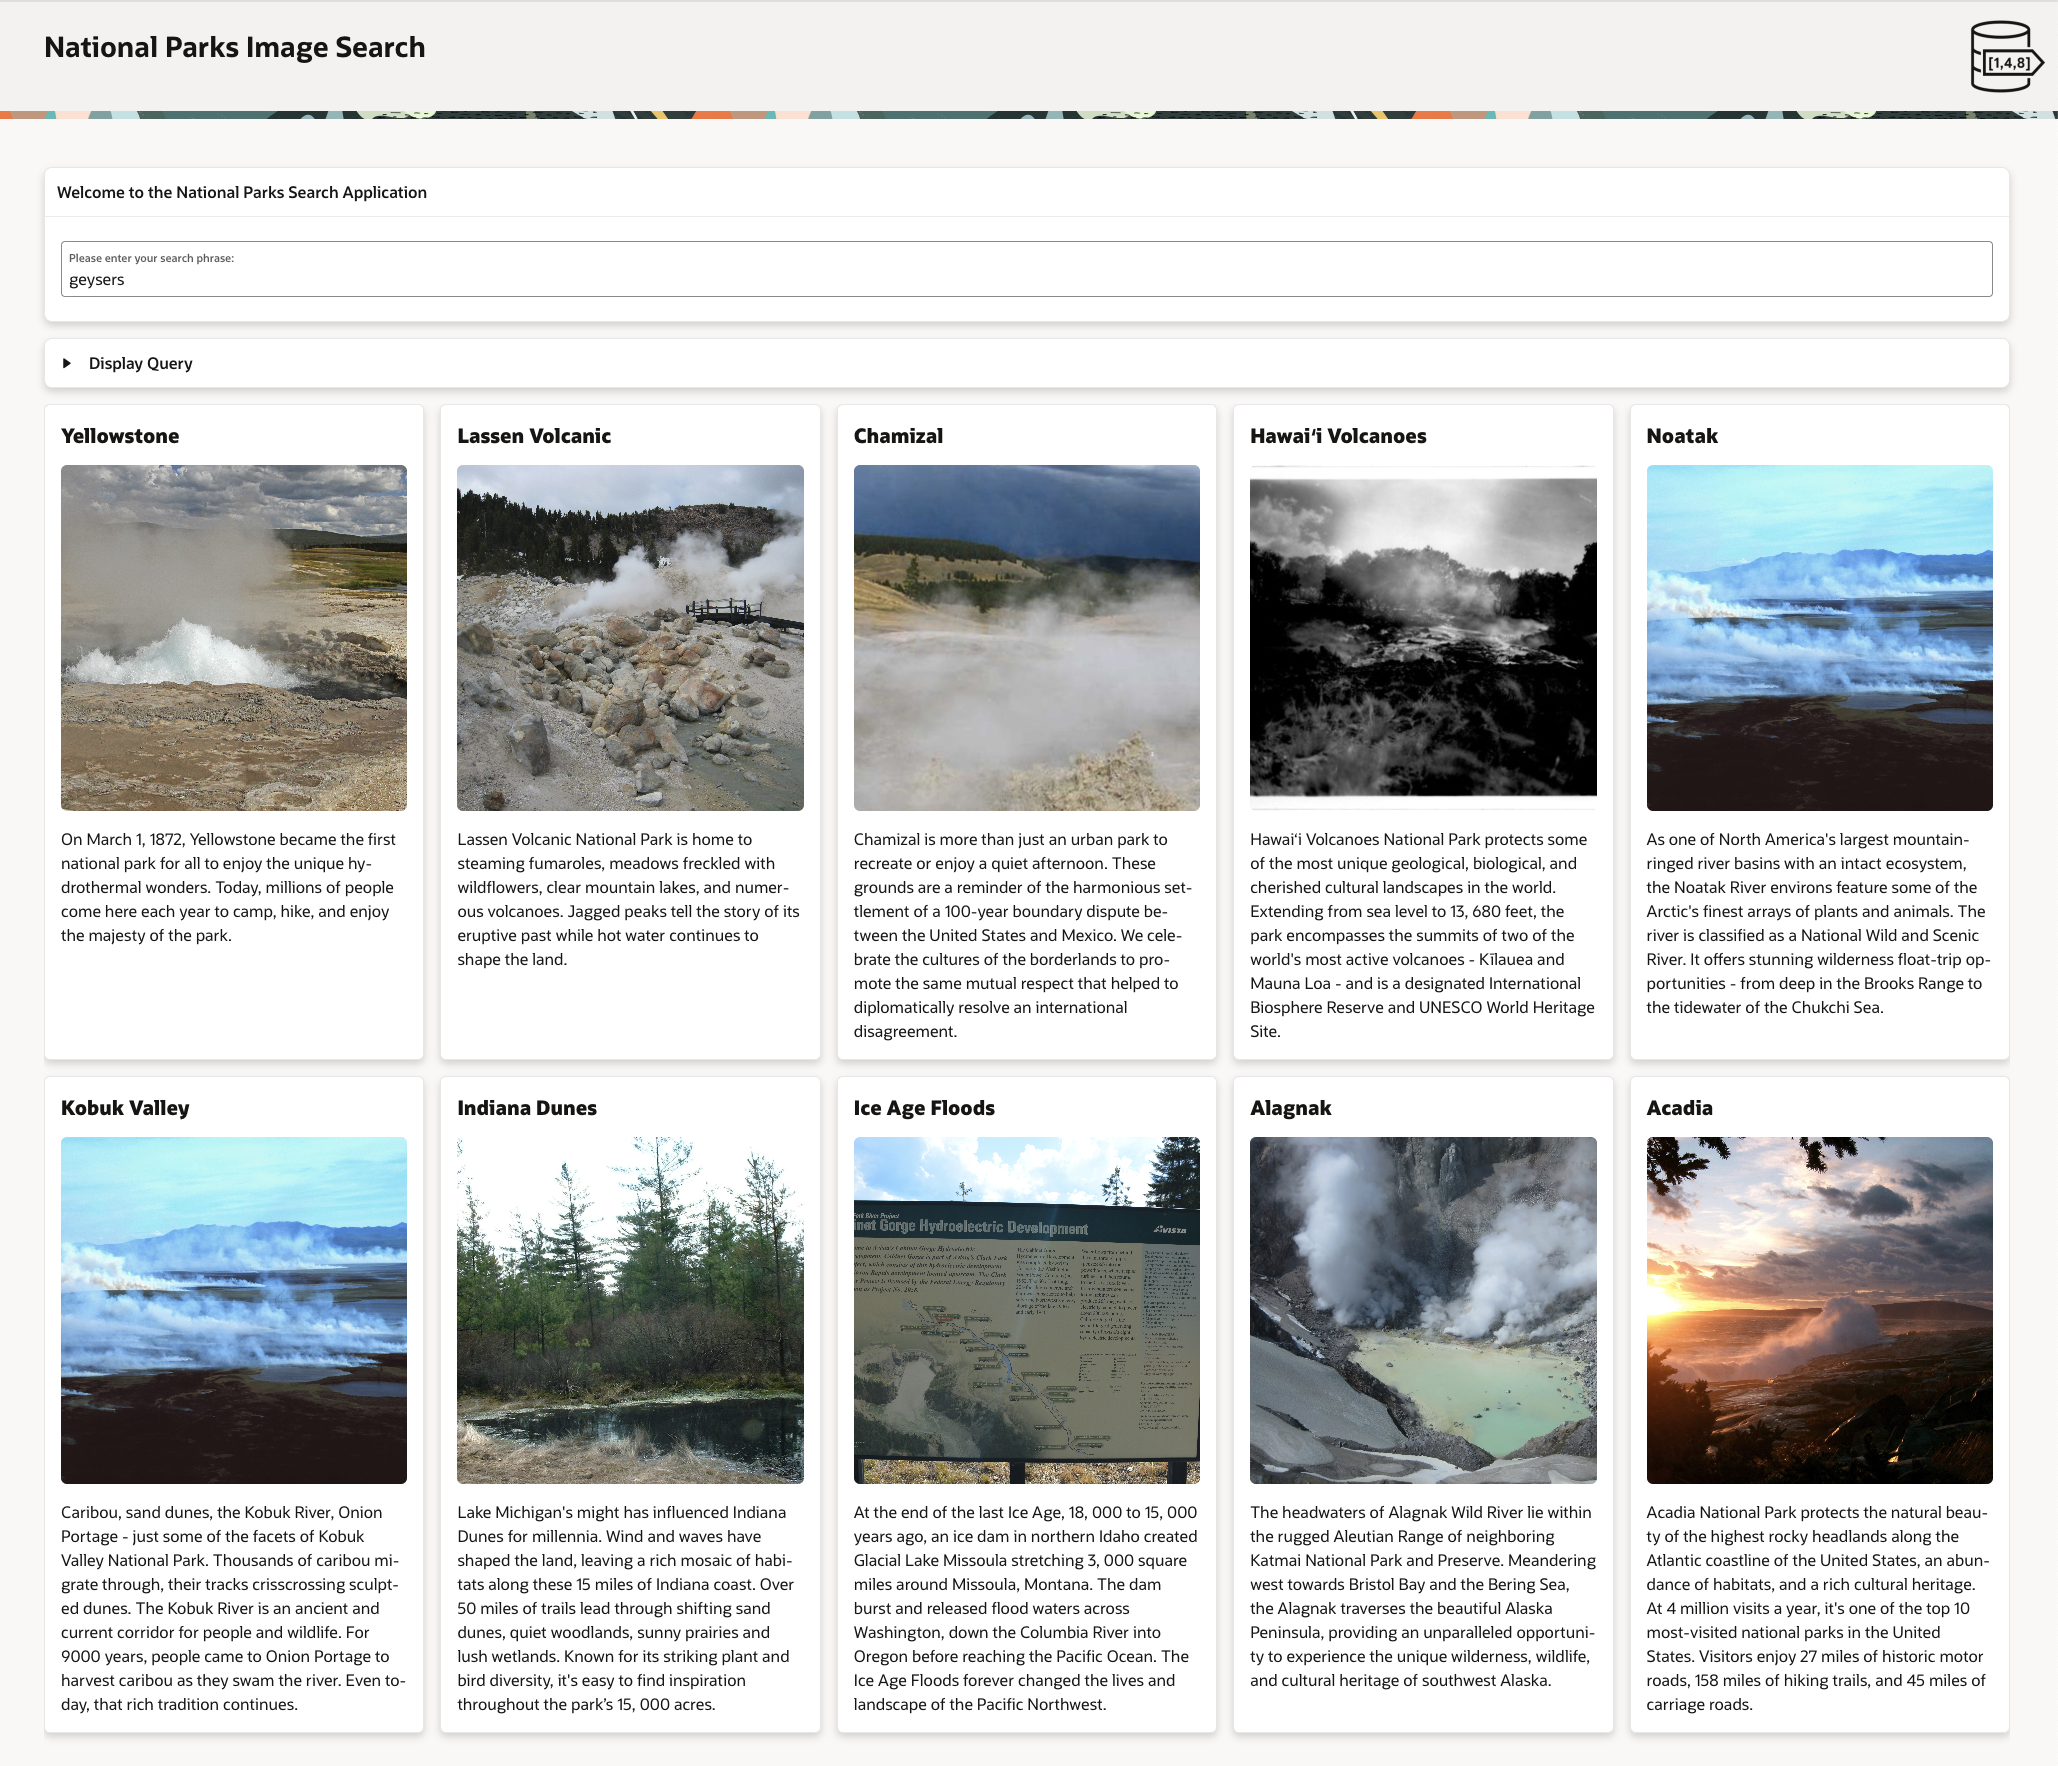 National Parks Image Search
[1,4,8]
Welcome to the National Parks Search Application
Please enter your search phrase:
geysers
Display Query
Yellowstone
On March 1, 1872, Yellowstone became the first
national park for all to enjoy the unique hy-
drothermal wonders. Today, millions of people
come here each year to camp, hike, and enjoy
the majesty of the park.
Lassen Volcanic
Lassen Volcanic National Park is home to
steaming fumaroles, meadows freckled with
wildflowers, clear mountain lakes, and numer-
ous volcanoes. Jagged peaks tell the story of its
eruptive past while hot water continues to
shape the land.
Chamizal
Chamizal is more than just an urban park to
recreate or enjoy a quiet afternoon. These
grounds are a reminder of the harmonious set-
tlement of a 100-year boundary dispute be-
tween the United States and Mexico. We cele-
brate the cultures of the borderlands to pro-
mote the same mutual respect that helped to
diplomatically resolve an international
disagreement.
Hawaiʻi Volcanoes
Hawaiʻi Volcanoes National Park protects some
of the most unique geological, biological, and
cherished cultural landscapes in the world.
Extending from sea level to 13, 680 feet, the
park encompasses the summits of two of the
world's most active volcanoes - Kīlauea and
Mauna Loa - and is a designated International
Biosphere Reserve and UNESCO World Heritage
Site.
Noatak
As one of North America's largest mountain-
ringed river basins with an intact ecosystem,
the Noatak River environs feature some of the
Arctic's finest arrays of plants and animals. The
river is classified as a National Wild and Scenic
River. It offers stunning wilderness float-trip op-
portunities - from deep in the Brooks Range to
the tidewater of the Chukchi Sea.
Kobuk Valley
Caribou, sand dunes, the Kobuk River, Onion
Portage - just some of the facets of Kobuk
Valley National Park. Thousands of caribou mi-
grate through, their tracks crisscrossing sculpt-
ed dunes. The Kobuk River is an ancient and
current corridor for people and wildlife. For
9000 years, people came to Onion Portage to
harvest caribou as they swam the river. Even to-
day, that rich tradition continues.
Indiana Dunes
Lake Michigan's might has influenced Indiana
Dunes for millennia. Wind and waves have
shaped the land, leaving a rich mosaic of habi-
tats along these 15 miles of Indiana coast. Over
50 miles of trails lead through shifting sand
dunes, quiet woodlands, sunny prairies and
lush wetlands. Known for its striking plant and
bird diversity, it's easy to find inspiration
throughout the park’s 15, 000 acres.
Ice Age Floods
inet Gorge Hydroelectric Development
AVISTA
At the end of the last Ice Age, 18, 000 to 15, 000
years ago, an ice dam in northern Idaho created
Glacial Lake Missoula stretching 3, 000 square
miles around Missoula, Montana. The dam
burst and released flood waters across
Washington, down the Columbia River into
Oregon before reaching the Pacific Ocean. The
Ice Age Floods forever changed the lives and
landscape of the Pacific Northwest.
Alagnak
The headwaters of Alagnak Wild River lie within
the rugged Aleutian Range of neighboring
Katmai National Park and Preserve. Meandering
west towards Bristol Bay and the Bering Sea,
the Alagnak traverses the beautiful Alaska
Peninsula, providing an unparalleled opportuni-
ty to experience the unique wilderness, wildlife,
and cultural heritage of southwest Alaska.
Acadia
Acadia National Park protects the natural beau-
ty of the highest rocky headlands along the
Atlantic coastline of the United States, an abun-
dance of habitats, and a rich cultural heritage.
At 4 million visits a year, it's one of the top 10
most-visited national parks in the United
States. Visitors enjoy 27 miles of historic motor
roads, 158 miles of hiking trails, and 45 miles of
carriage roads.